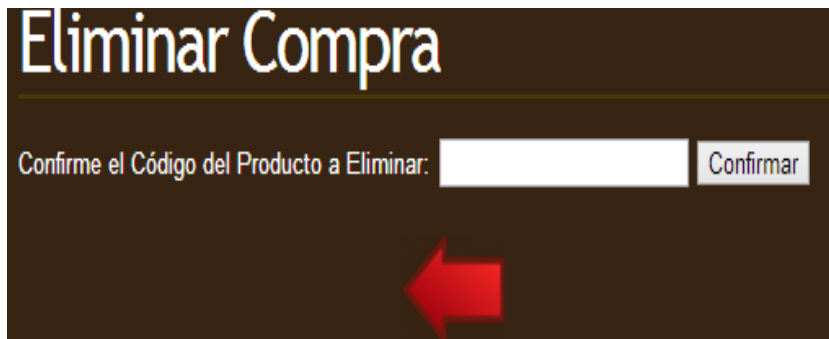 Eliminar Compra
Confirme el Código del Producto a Eliminar: Confirmar